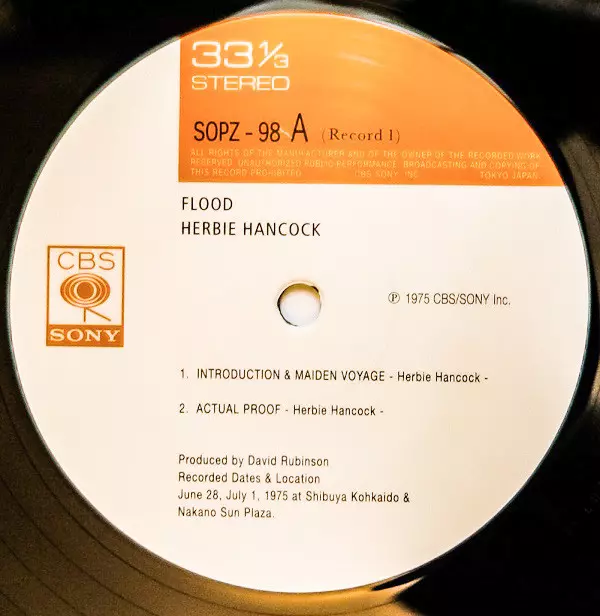 33 1/3
STEREO
SOPZ - 98 A (Record 1)
ALL RIGHTS OF THE MANUFACTURER AND OF THE OWNER OF THE RECORDED WORK
RESERVED. UNAUTHORIZED PUBLIC PERFORMANCE, BROADCASTING AND COPYING OF
THIS RECORD PROHIBITED. CBS SONY INC. TOKYO JAPAN
FLOOD
HERBIE HANCOCK
CBS
SONY
℗ 1975 CBS/SONY Inc.
1. INTRODUCTION & MAIDEN VOYAGE - Herbie Hancock -
2. ACTUAL PROOF - Herbie Hancock -
Produced by David Rubinson
Recorded Dates & Location
June 28, July 1, 1975 at Shibuya Kohkaido &
Nakano Sun Plaza.